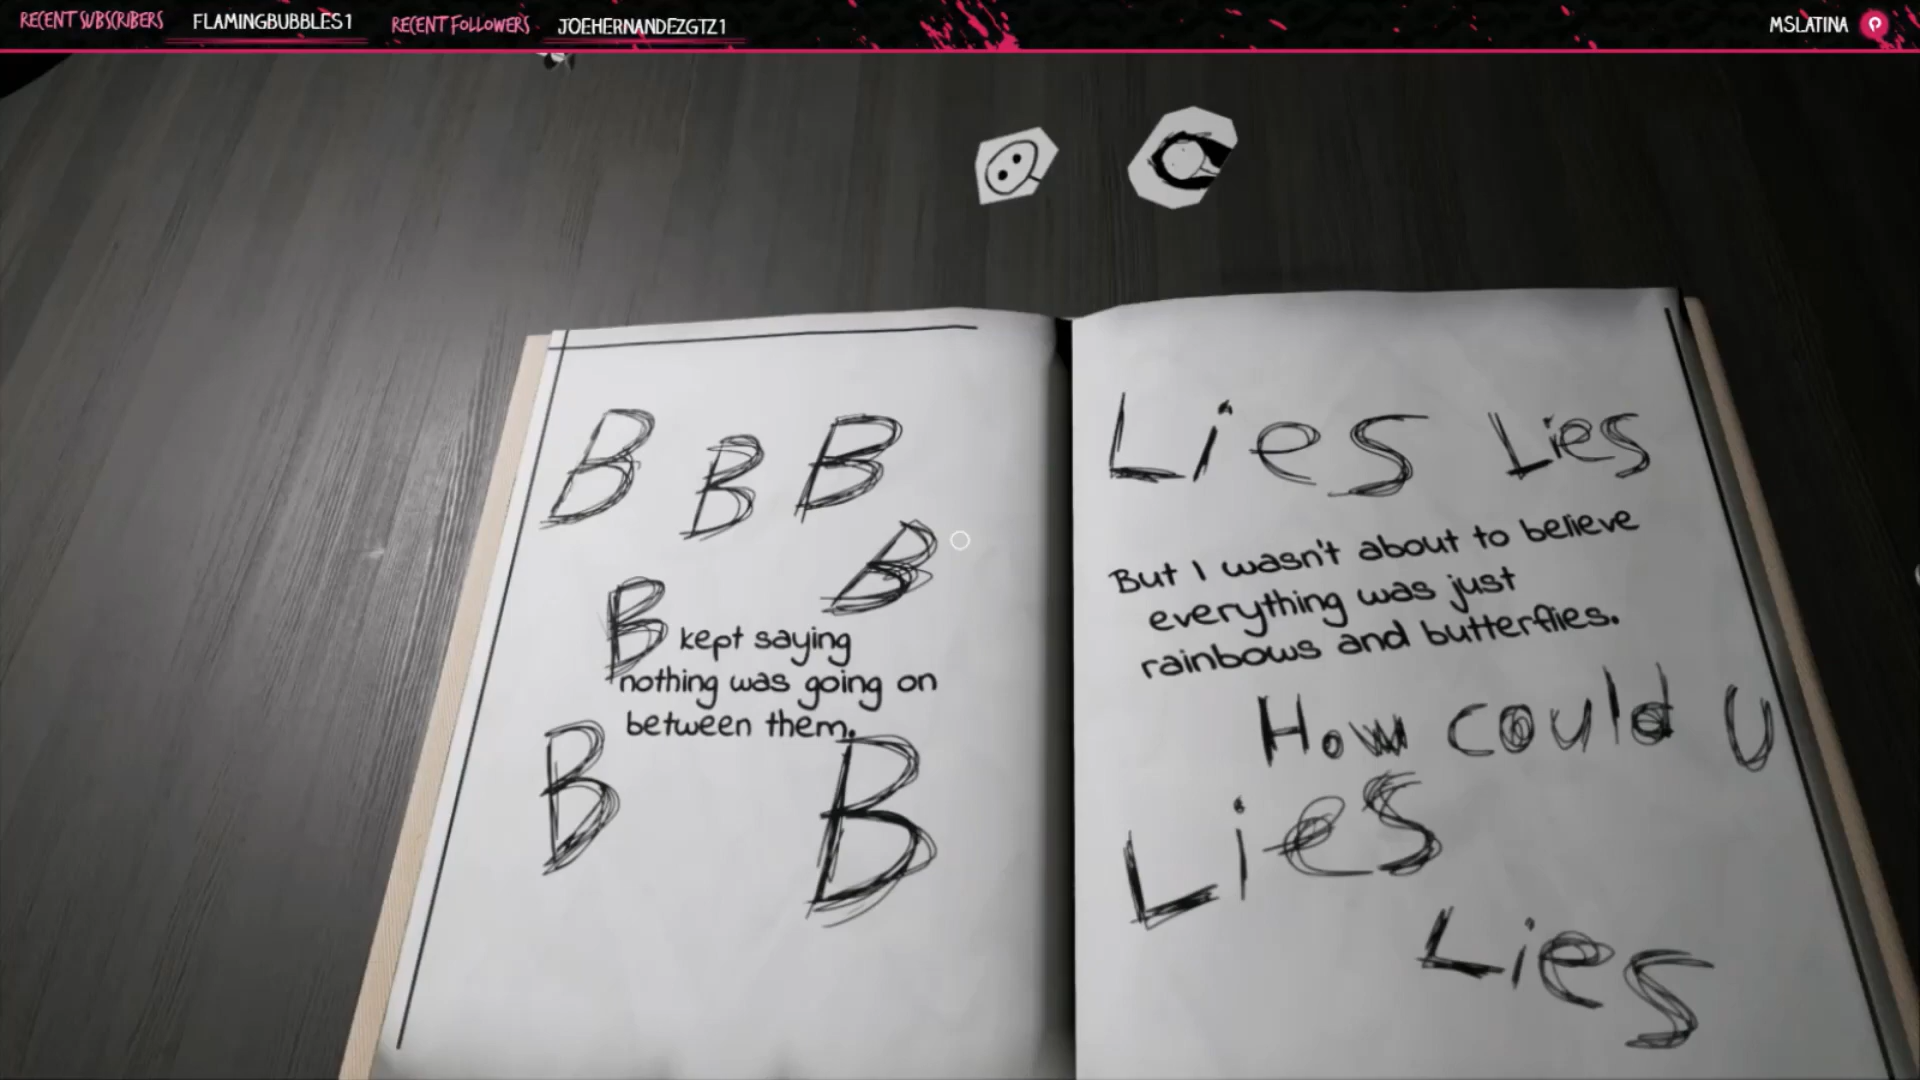 RECENT SUBSCRIBERS FLAMINGBUBBLES1 RECENT FOLLOWERS JOEHERNANDEZGTZ1 MSLATINA
B B B
B
B kept saying
nothing was going on
between them.
B B
Lies Lies
But I wasn't about to believe
everything was just
rainbows and butterflies.
How could U
Lies
Lies